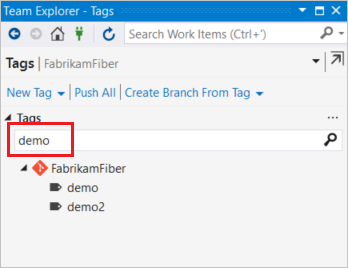 Team Explorer - Tags
Search Work Items (Ctrl+')
Tags | FabrikamFiber
New Tag Push All Create Branch From Tag
Tags ...
demo
FabrikamFiber
demo
demo2